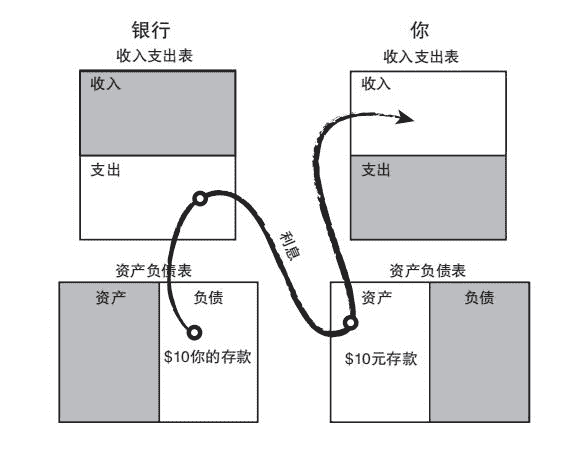 银行
收入支出表
收入
支出
资产负债表
资产
负债
$10你的存款
利息
你
收入支出表
收入
支出
资产负债表
资产
负债
$10元存款